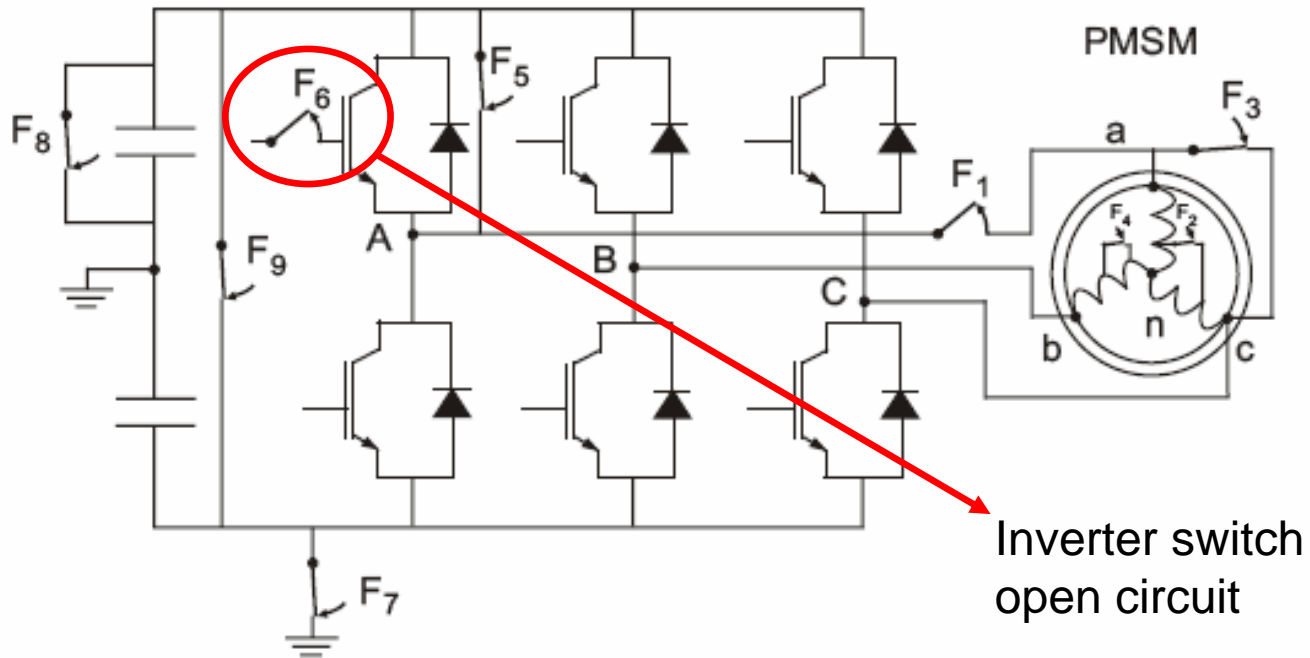 PMSM
F5
F6
F3
F8
a
F1
F4
F2
A
F9
B
C
n
b
c
Inverter switch
open circuit
F7